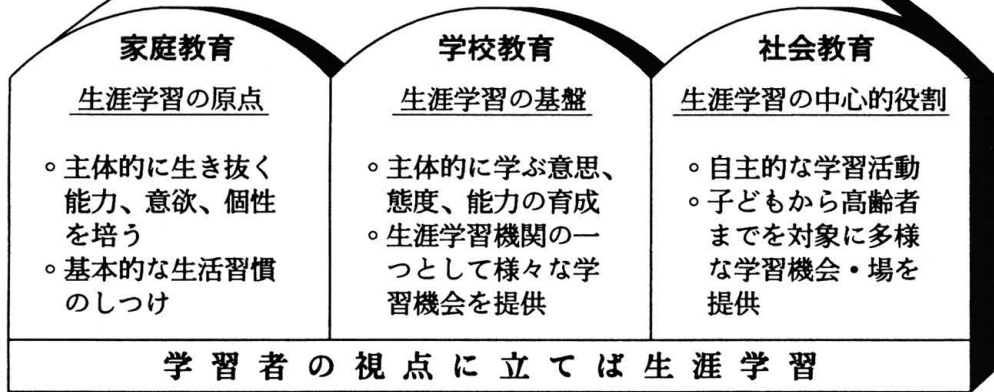 家庭教育
生涯学習の原点
○主体的に生き抜く
能力、意欲、個性
を培う
○基本的な生活習慣
のしつけ
学校教育
生涯学習の基盤
○主体的に学ぶ意思、
態度、能力の育成
○生涯学習機関の一
つとして様々な学
習機会を提供
社会教育
生涯学習の中心的役割
○自主的な学習活動
○子どもから高齢者
までを対象に多様
な学習機会・場を
提供
学習者の視点に立てば生涯学習